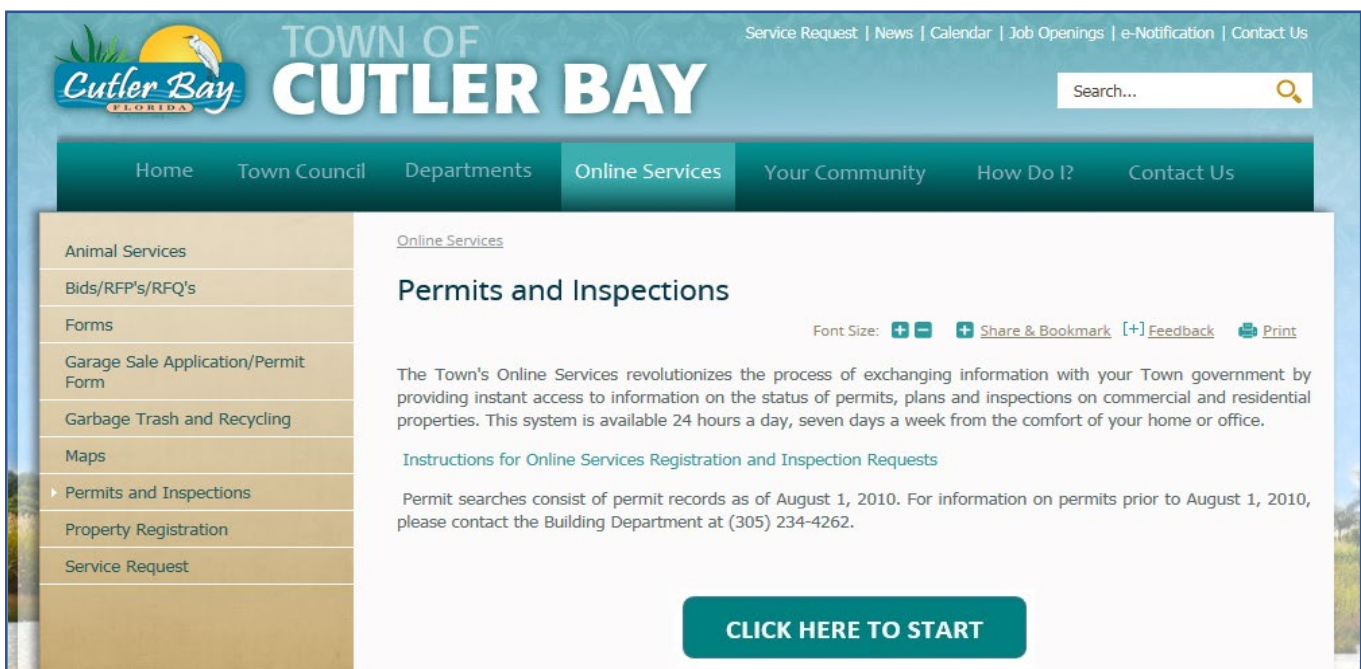 Service Request | News | Calendar | Job Openings | e-Notification | Contact Us
Cutler Bay
FLORIDA
TOWN OF
CUTLER BAY
Search...
Home Town Council Departments Online Services Your Community How Do I? Contact Us
Animal Services
Bids/RFP's/RFQ's
Forms
Garage Sale Application/Permit
Form
Garbage Trash and Recycling
Maps
Permits and Inspections
Property Registration
Service Request
Online Services
Permits and Inspections
Font Size: + - + Share & Bookmark [+] Feedback Print
The Town's Online Services revolutionizes the process of exchanging information with your Town government by
providing instant access to information on the status of permits, plans and inspections on commercial and residential
properties. This system is available 24 hours a day, seven days a week from the comfort of your home or office.
Instructions for Online Services Registration and Inspection Requests
Permit searches consist of permit records as of August 1, 2010. For information on permits prior to August 1, 2010,
please contact the Building Department at (305) 234-4262.
CLICK HERE TO START